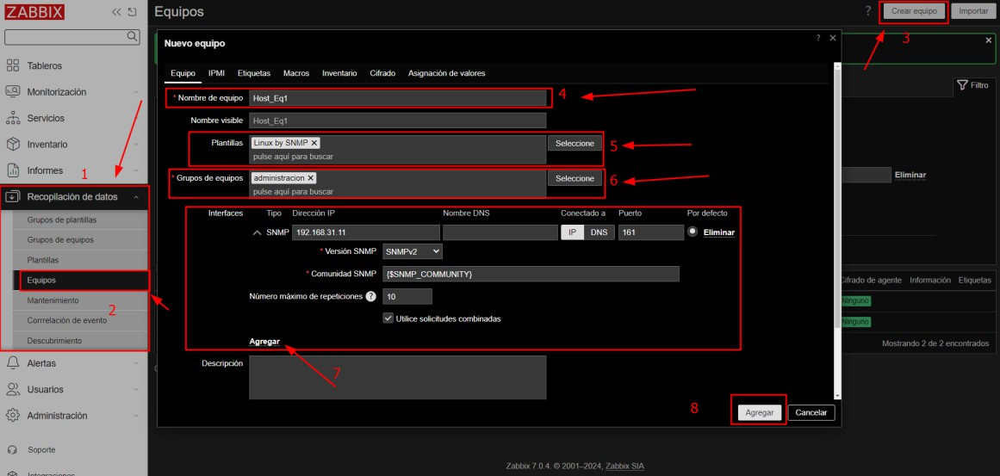 ZABBIX
Equipos
?
Crear equipo
Importar
3
Nuevo equipo
?
Tableros
Monitorización
Servicios
Inventario
Informes
1
Recopilación de datos
Grupos de plantillas
Grupos de equipos
Plantillas
Equipos
Mantenimiento
2
Corrrelación de evento
Descubrimiento
Alertas
Usuarios
Administración
Soporte
Integraciones
Equipo IPMI Etiquetas Macros Inventario Cifrado Asignación de valores
* Nombre de equipo Host_Eq1
4
Nombre visible Host_Eq1
Plantillas Linux by SNMP
pulse aquí para buscar
Seleccione
5
* Grupos de equipos administracion
pulse aquí para buscar
Seleccione
6
Interfaces Tipo Dirección IP Nombre DNS Conectado a Puerto Por defecto
SNMP 192.168.31.11 IP DNS 161 Eliminar
* Versión SNMP SNMPv2
* Comunidad SNMP {$SNMP_COMMUNITY}
Número máximo de repeticiones ? 10
Utilice solicitudes combinadas
Agregar
7
Descripción
8
Agregar
Cancelar
Filtro
Eliminar
Cifrado de agente Información Etiquetas
Ninguno
Ninguno
Mostrando 2 de 2 encontrados
Zabbix 7.0.4. © 2001–2024, Zabbix SIA